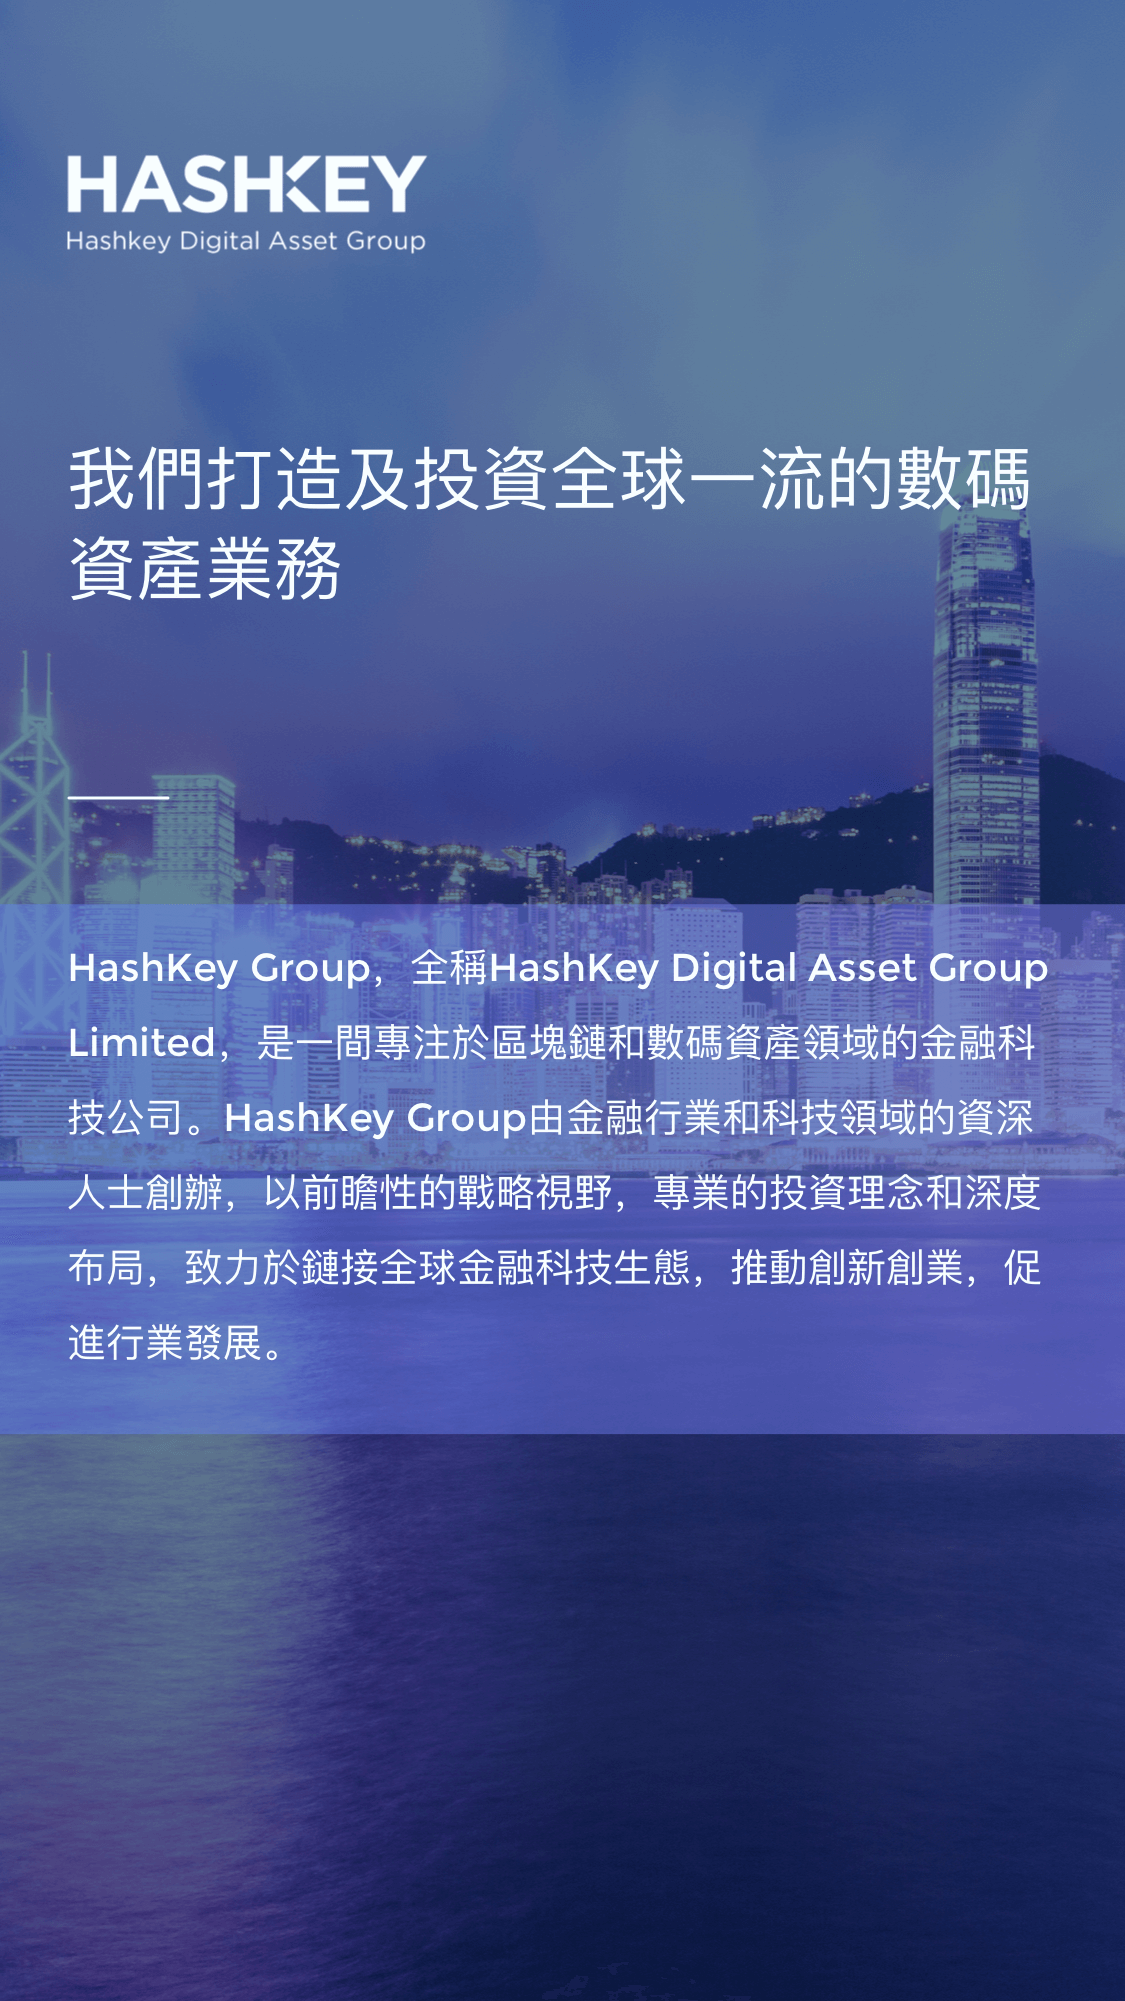 HASHKEY
Hashkey Digital Asset Group
我們打造及投資全球一流的數碼
資產業務
HashKey Group，全稱HashKey Digital Asset Group
Limited，是一間專注於區塊鏈和數碼資產領域的金融科
技公司。HashKey Group由金融行業和科技領域的資深
人士創辦，以前瞻性的戰略視野，專業的投資理念和深度
布局，致力於鏈接全球金融科技生態，推動創新創業，促
進行業發展。